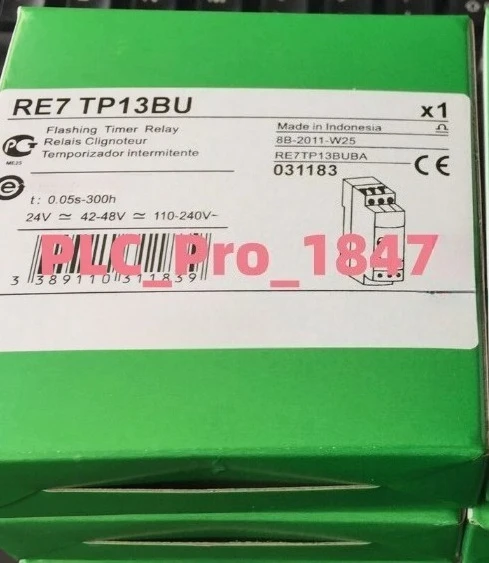 RE7 TP13BU
x1
Flashing Timer Relay
Relais Clignoteur
Temporizador intermitente
Made in Indonesia
8B-2011-W25
RE7TP13BUBA
031183
CE
ME25
t: 0.05s-300h
24V ≃ 42-48V ≃ 110-240V~
3 389110 311839
PLC_Pro_1847